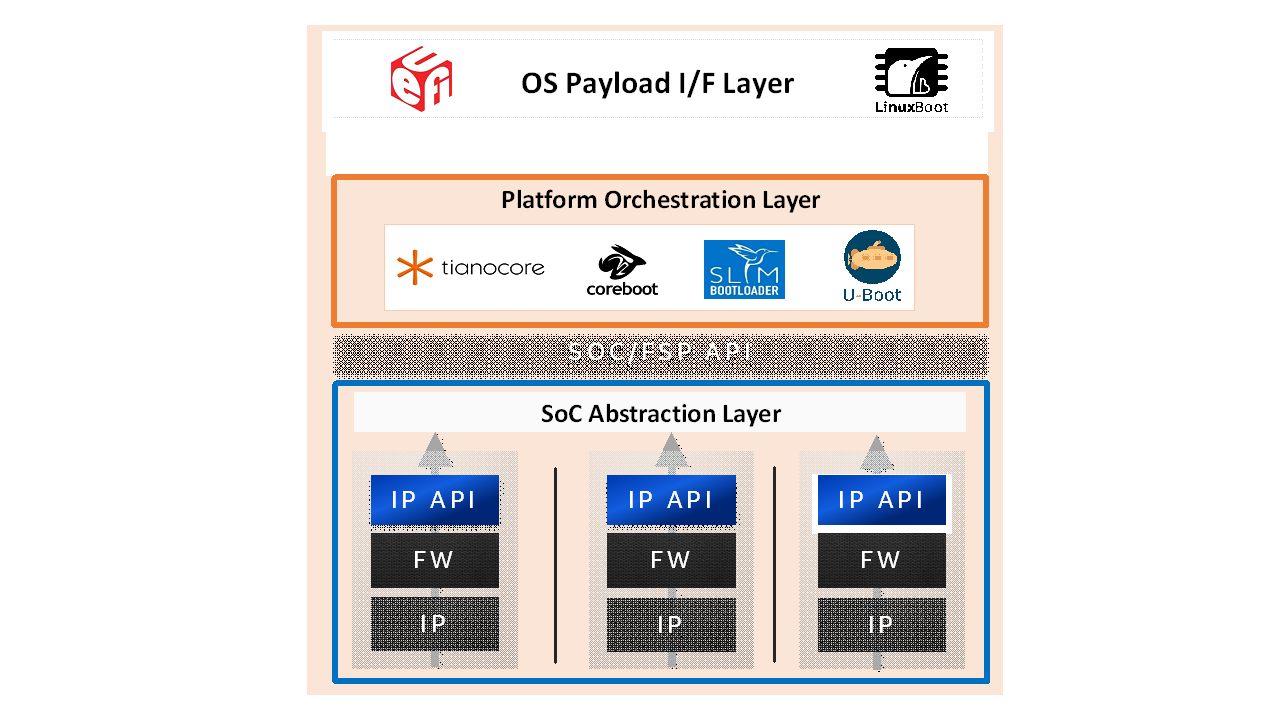 uefi
OS Payload I/F Layer
LinuxBoot
Platform Orchestration Layer
tianocore
coreboot
SLIM
BOOTLOADER
U-Boot
SOC/FSP API
SoC Abstraction Layer
IP API
IP API
IP API
FW
FW
FW
IP
IP
IP